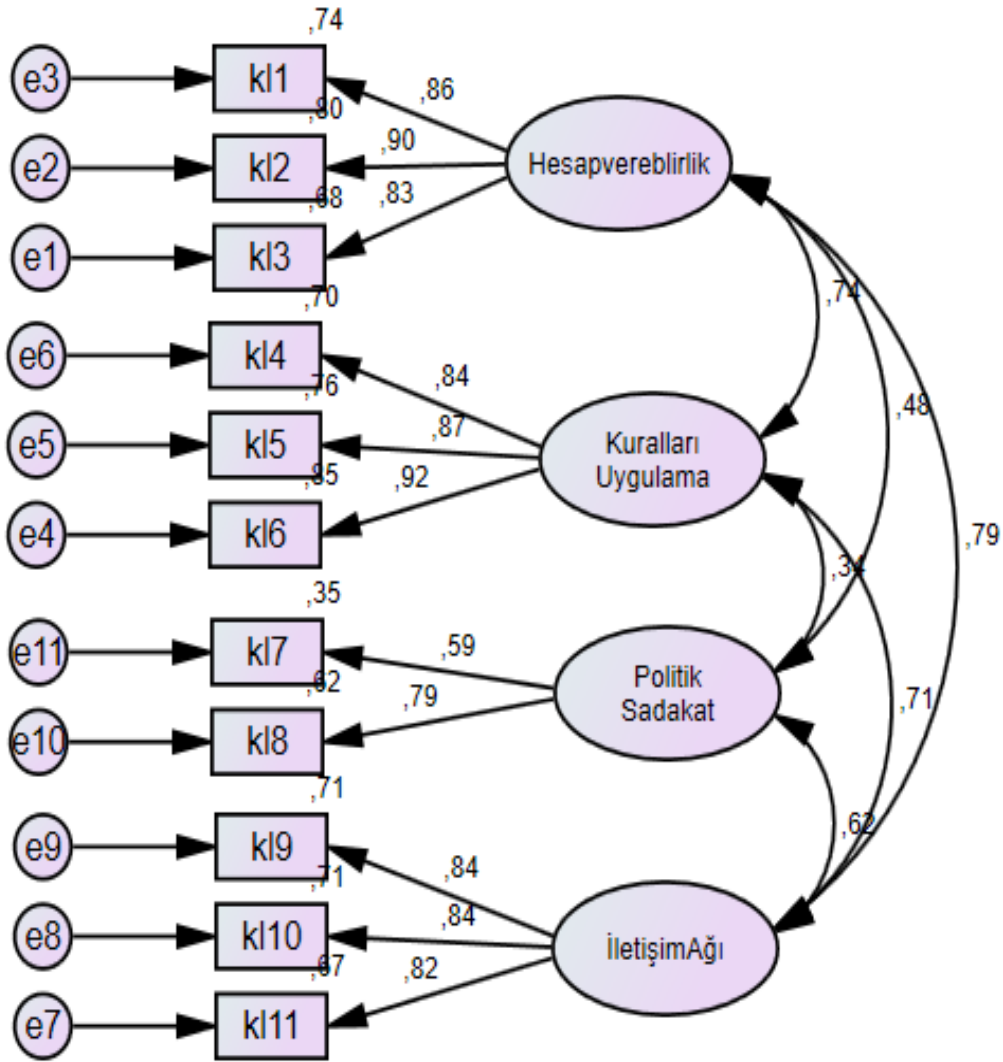 ,74
e3
kl1
,86
Hesapvereblirlik
,80
e2
kl2
,90
,68
e1
kl3
,83
,74
,70
e6
kl4
,84
,48
,76
e5
kl5
,87
Kuralları
Uygulama
,85
e4
kl6
,92
,79
,34
,35
e11
kl7
,59
Politik
Sadakat
,62
e10
kl8
,79
,71
,71
e9
kl9
,84
,62
,71
e8
kl10
,84
İletişimAğı
,67
e7
kl11
,82